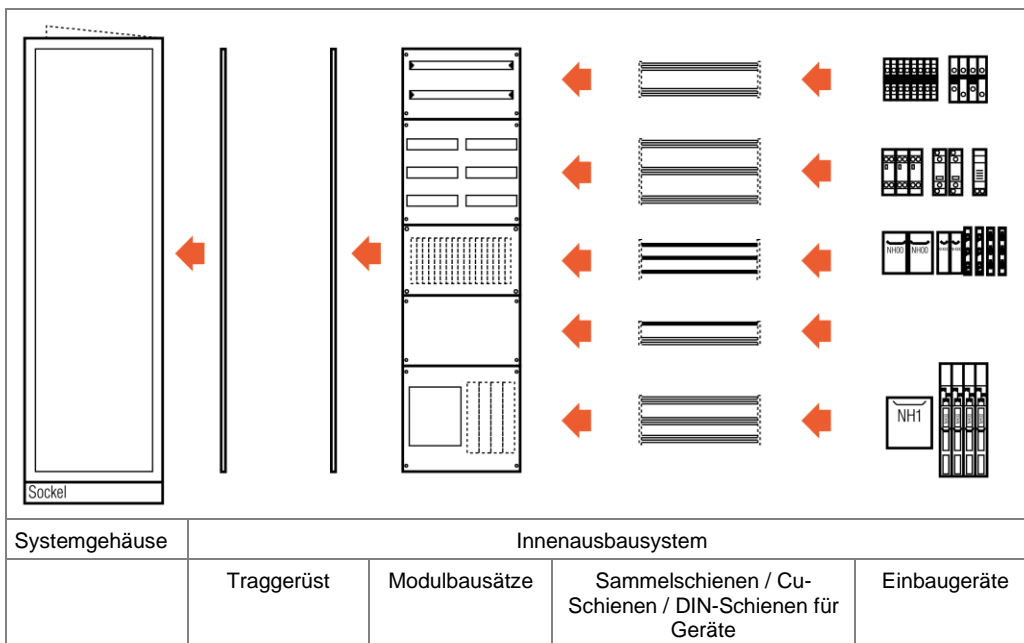 NH00 NH00
NH1
Sockel
Systemgehäuse
Innenausbausystem
Traggerüst
Modulbausätze
Sammelschienen / Cu-
Schienen / DIN-Schienen für
Geräte
Einbaugeräte